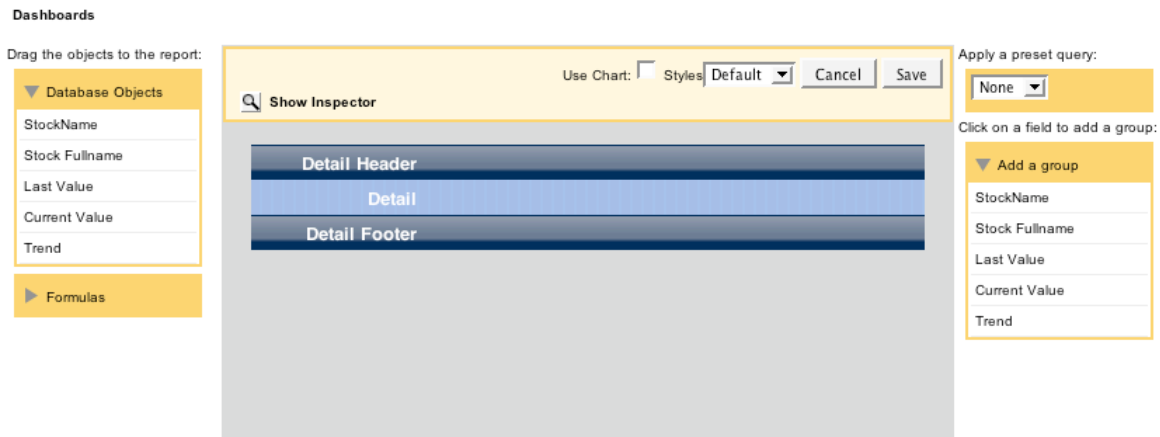 Dashboards
Drag the objects to the report:
Database Objects
StockName
Stock Fullname
Last Value
Current Value
Trend
Formulas
Use Chart: Styles Default Cancel Save
Show Inspector
Detail Header
Detail
Detail Footer
Apply a preset query:
None
Click on a field to add a group:
Add a group
StockName
Stock Fullname
Last Value
Current Value
Trend